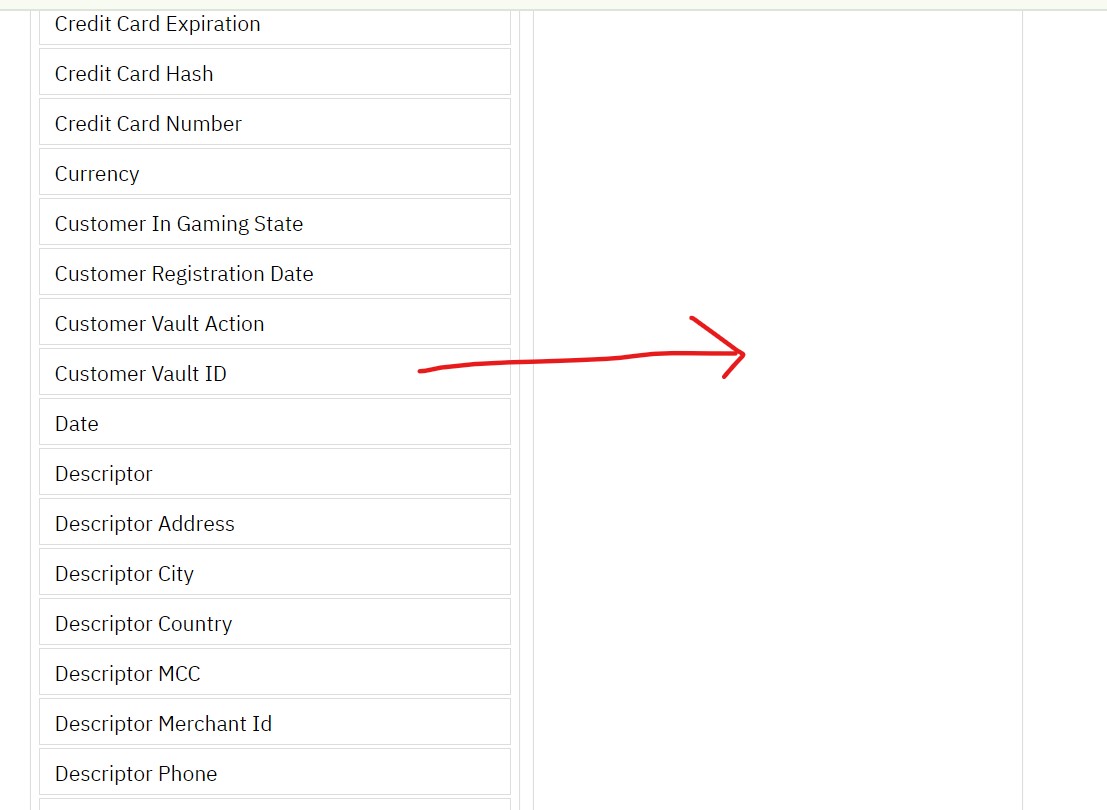 Credit Card Expiration
Credit Card Hash
Credit Card Number
Currency
Customer In Gaming State
Customer Registration Date
Customer Vault Action
Customer Vault ID
Date
Descriptor
Descriptor Address
Descriptor City
Descriptor Country
Descriptor MCC
Descriptor Merchant Id
Descriptor Phone